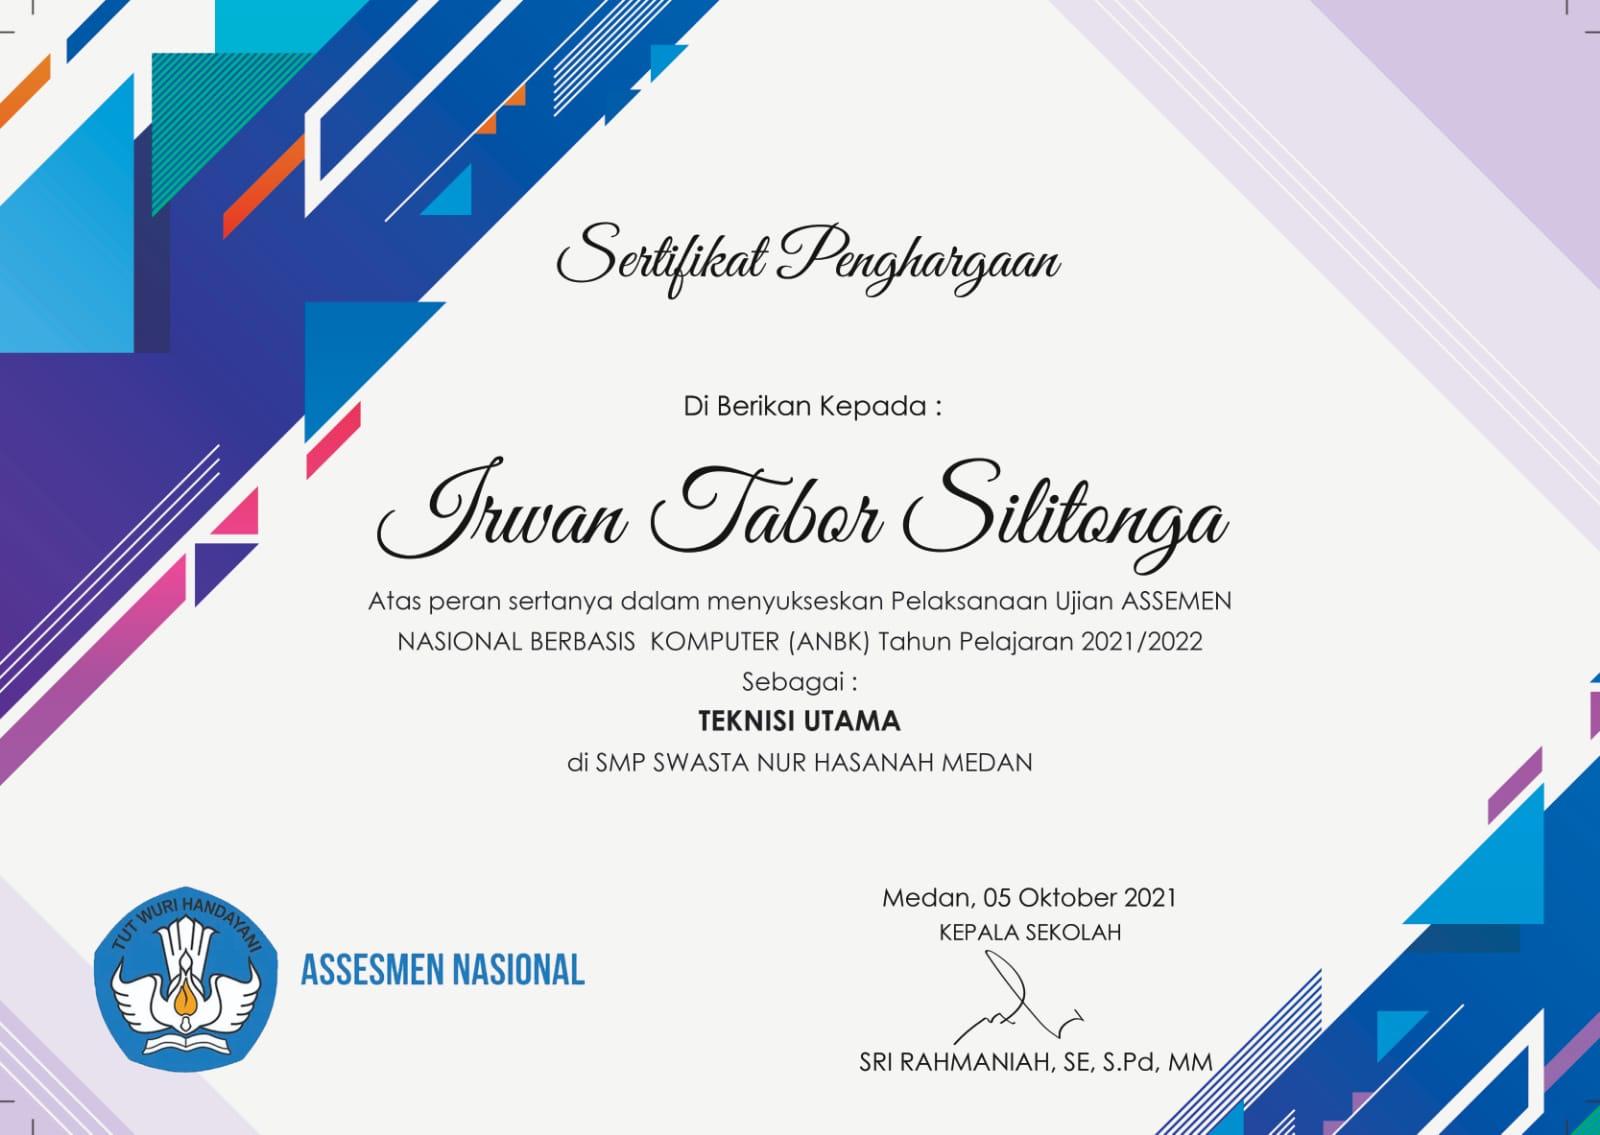 Sertifikat Penghargaan
Di Berikan Kepada :
Irwan Tabor Silitonga
Atas peran sertanya dalam menyukseskan Pelaksanaan Ujian ASSEMEN
NASIONAL BERBASIS KOMPUTER (ANBK) Tahun Pelajaran 2021/2022
Sebagai :
TEKNISI UTAMA
di SMP SWASTA NUR HASANAH MEDAN
TUT WURI HANDAYANI
ASSESMEN NASIONAL
Medan, 05 Oktober 2021
KEPALA SEKOLAH
SRI RAHMANIAH, SE, S.Pd, MM